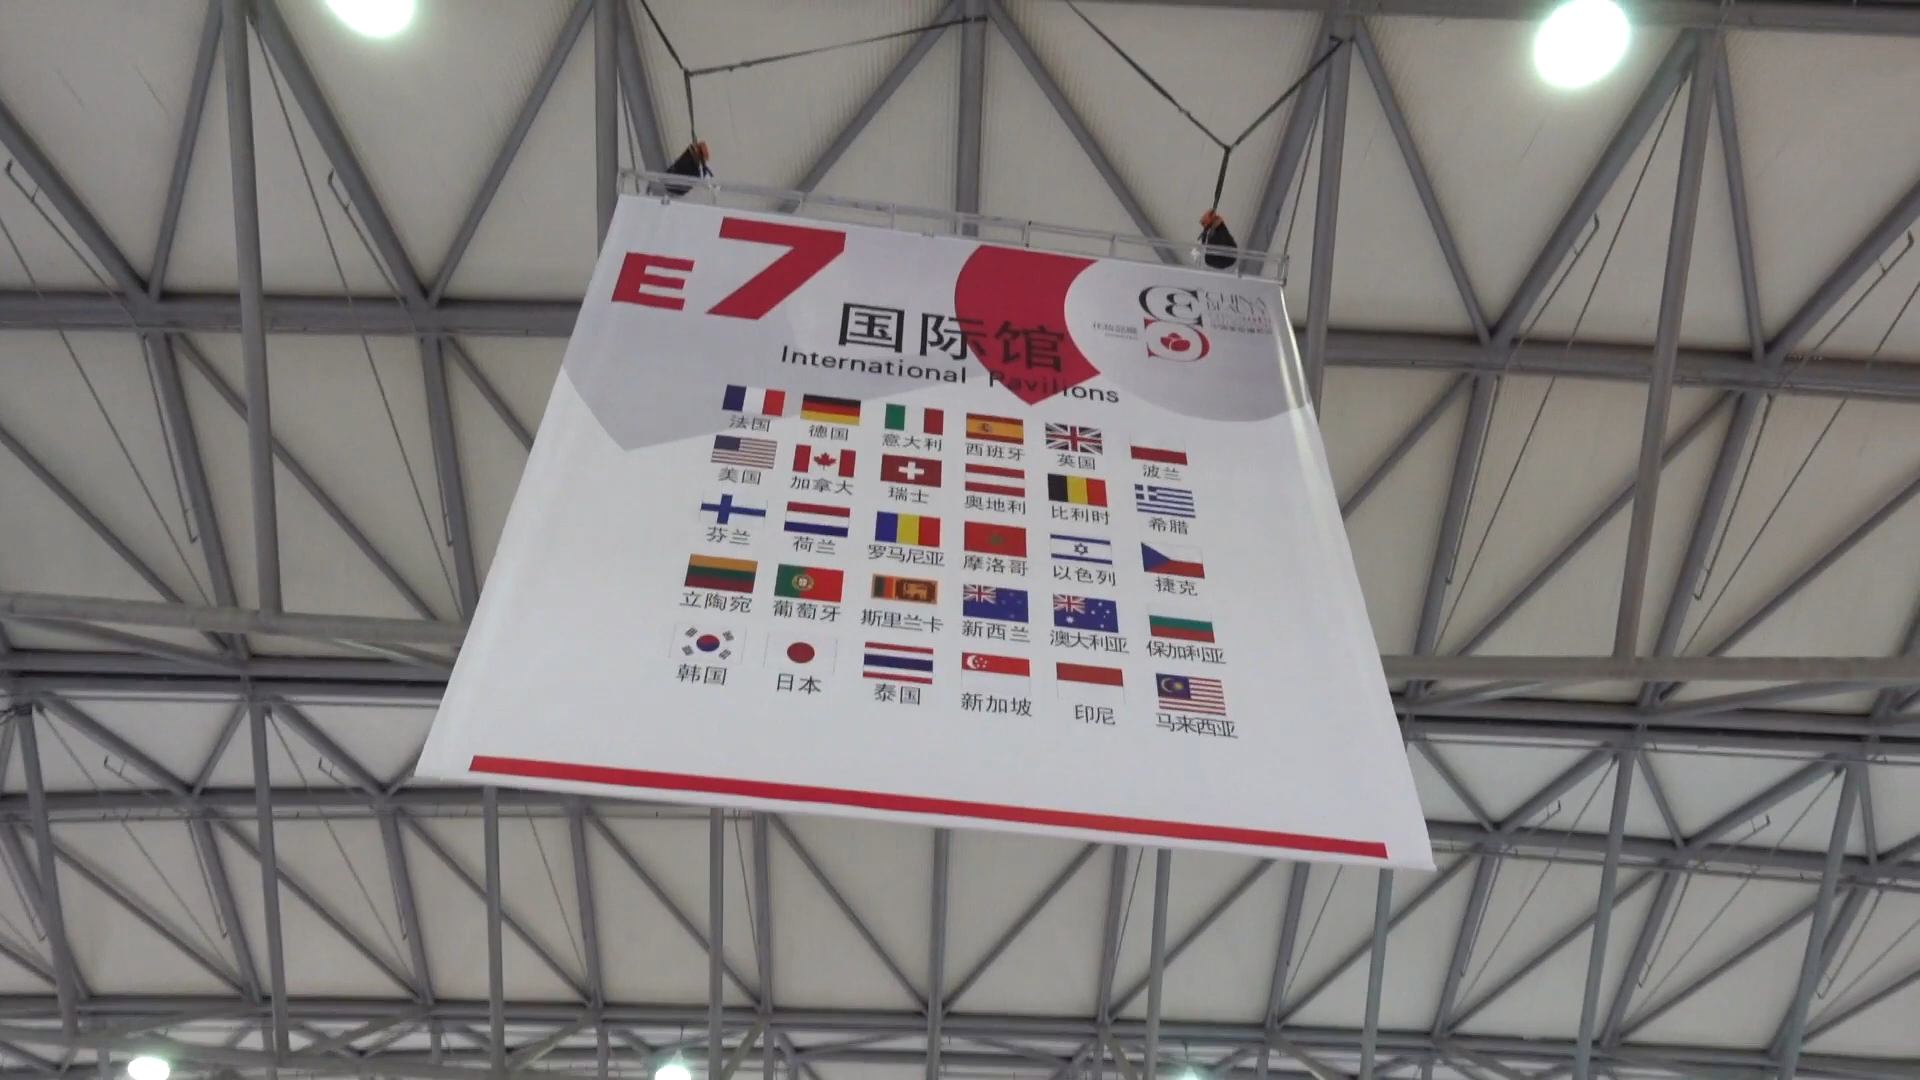 E7
国际馆
International Pavilions
法国 德国 意大利 西班牙 英国 波兰
美国 加拿大 瑞士 奥地利 比利时 希腊
芬兰 荷兰 罗马尼亚 摩洛哥 以色列 捷克
立陶宛 葡萄牙 斯里兰卡 新西兰 澳大利亚 保加利亚
韩国 日本 泰国 新加坡 印尼 马来西亚